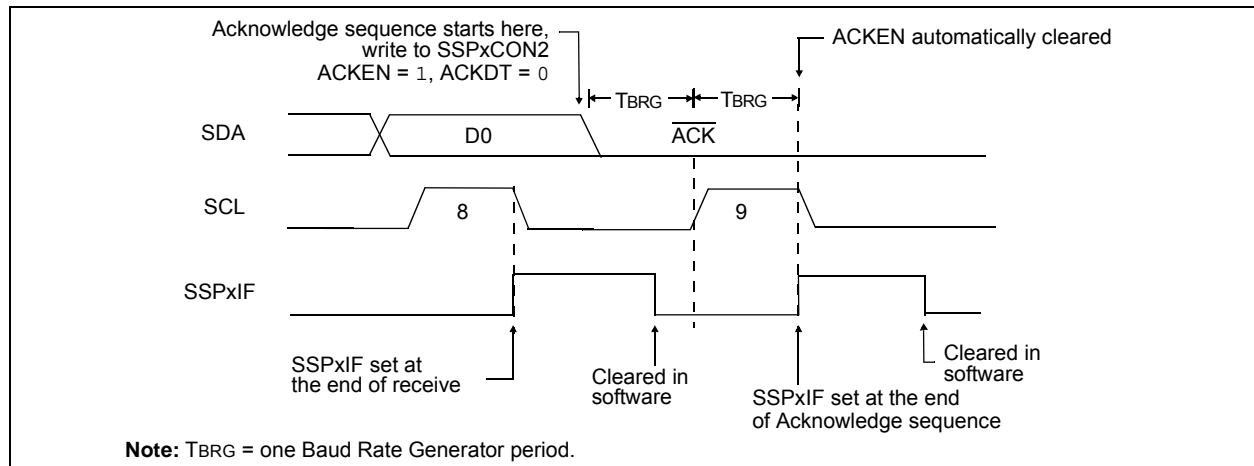 Acknowledge sequence starts here,
write to SSPxCON2
ACKEN = 1, ACKDT = 0
ACKEN automatically cleared
TBRG
TBRG
SDA
D0
ACK
SCL
8
9
SSPxIF
SSPxIF set at
the end of receive
Cleared in
software
SSPxIF set at the end
of Acknowledge sequence
Cleared in
software
Note: TBRG = one Baud Rate Generator period.